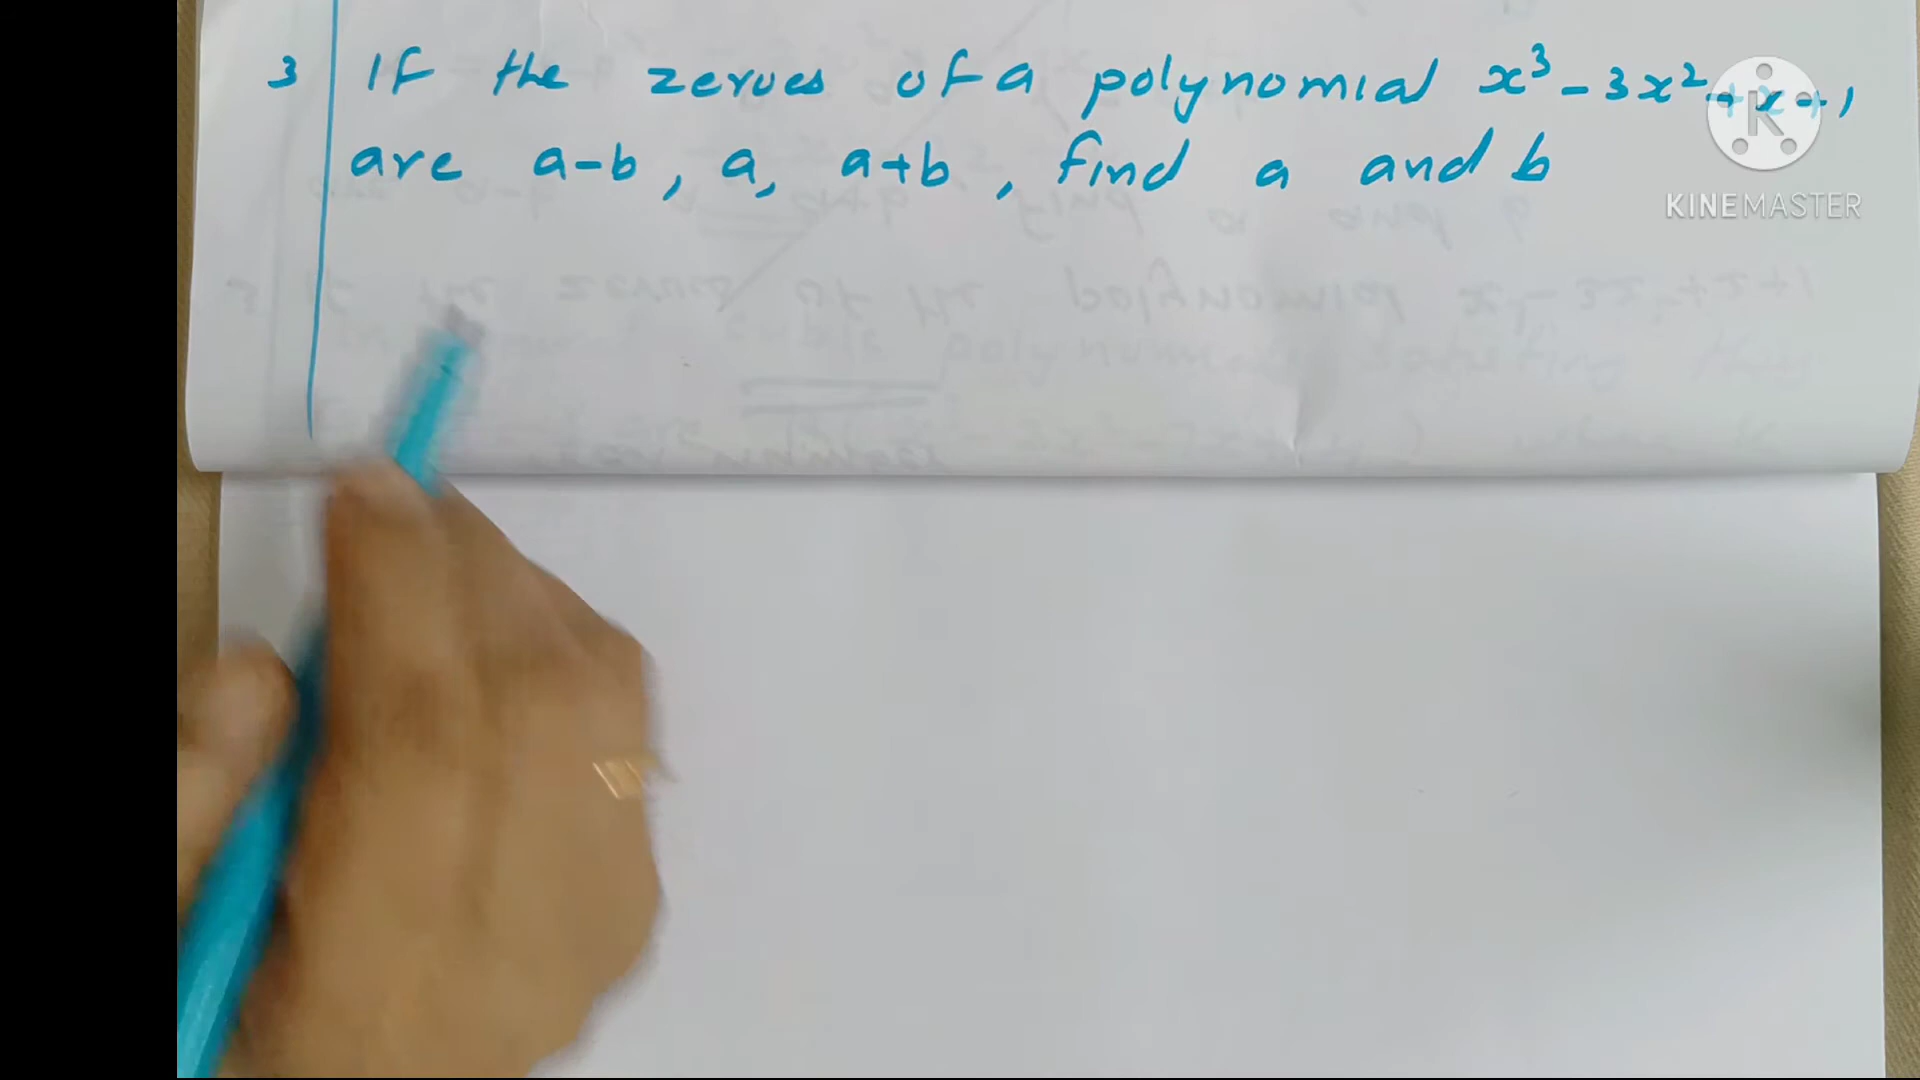 3 If the zeroes of a polynomial x³ - 3x² + x + 1
are a-b, a, a+b, find a and b
K
KINEMASTER